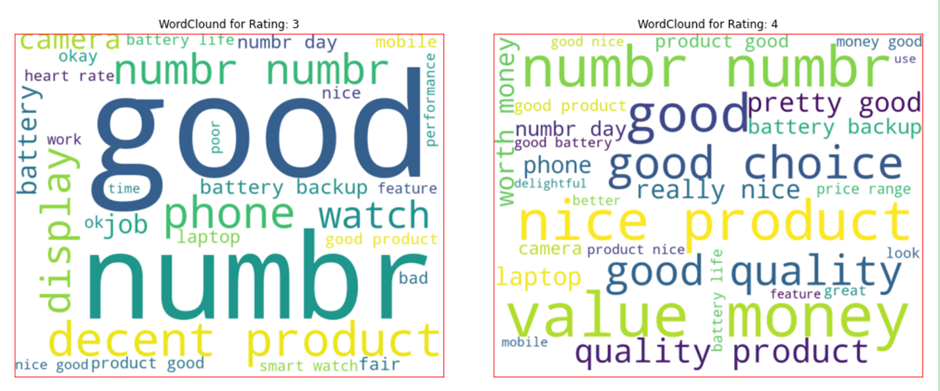 WordClound for Rating: 3
camera battery life numbr day mobile
okay
heart rate numbr numbr
nice
performance
battery
work
good
poor
time
battery backup feature
display
ok job phone watch
laptop
good product
numbr
bad
decent product
nice good product good smart watch fair
WordClound for Rating: 4
good nice product good money good
use
worth money
numbr numbr
good product good pretty good
numbr day battery backup
good battery
phone good choice
delightful really nice price range
better
nice product
camera product nice look
laptop good quality
battery life
feature great
value money
mobile
quality product